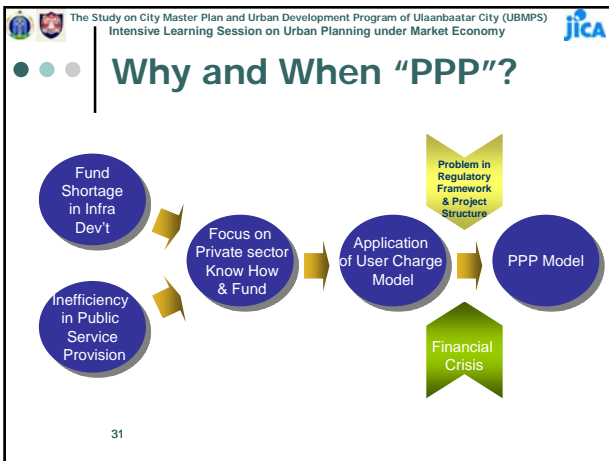 The Study on City Master Plan and Urban Development Program of Ulaanbaatar City (UBMPS)
Intensive Learning Session on Urban Planning under Market Economy
jICA
Why and When “PPP”?
Fund
Shortage
in Infra
Dev’t
Inefficiency
in Public
Service
Provision
Focus on
Private sector
Know How
& Fund
Application
of User Charge
Model
Problem in
Regulatory
Framework
& Project
Structure
Financial
Crisis
PPP Model
31